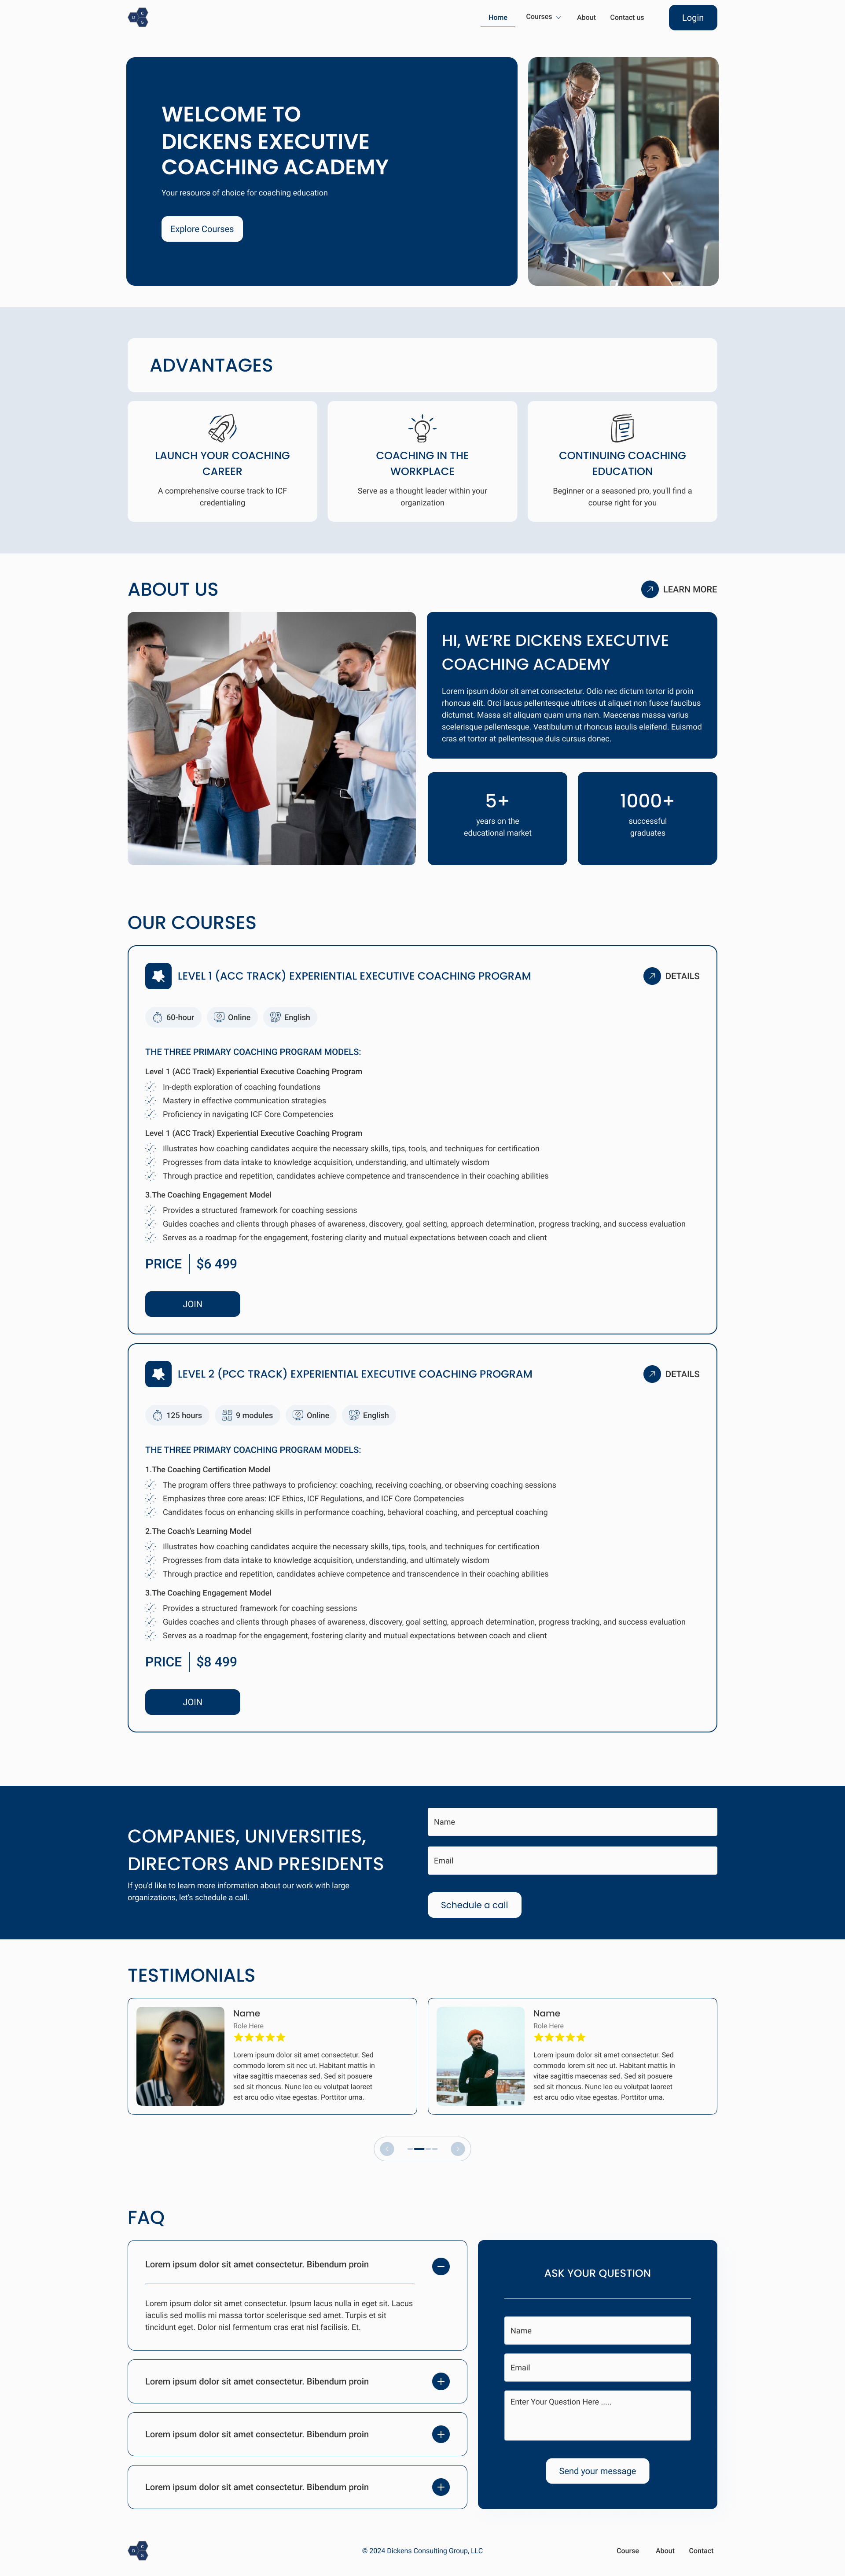 D C G
Home
Courses
About
Contact us
Login
WELCOME TO
DICKENS EXECUTIVE
COACHING ACADEMY
Your resource of choice for coaching education
Explore Courses
ADVANTAGES
LAUNCH YOUR COACHING
CAREER
A comprehensive course track to ICF
credentialing
COACHING IN THE
WORKPLACE
Serve as a thought leader within your
organization
CONTINUING COACHING
EDUCATION
Beginner or a seasoned pro, you'll find a
course right for you
ABOUT US
LEARN MORE
HI, WE'RE DICKENS EXECUTIVE
COACHING ACADEMY
Lorem ipsum dolor sit amet consectetur. Odio nec dictum tortor id proin
rhoncus elit. Orci lacus pellentesque ultrices ut aliquet non fusce faucibus
dictumst. Massa sit aliquam quam urna nam. Maecenas massa varius
scelerisque pellentesque. Vestibulum ut rhoncus iaculis eleifend. Euismod
cras et tortor at pellentesque duis cursus donec.
5+
years on the
educational market
1000+
successful
graduates
OUR COURSES
LEVEL 1 (ACC TRACK) EXPERIENTIAL EXECUTIVE COACHING PROGRAM
DETAILS
60-hour
Online
English
THE THREE PRIMARY COACHING PROGRAM MODELS:
Level 1 (ACC Track) Experiential Executive Coaching Program
In-depth exploration of coaching foundations
Mastery in effective communication strategies
Proficiency in navigating ICF Core Competencies
Level 1 (ACC Track) Experiential Executive Coaching Program
Illustrates how coaching candidates acquire the necessary skills, tips, tools, and techniques for certification
Progresses from data intake to knowledge acquisition, understanding, and ultimately wisdom
Through practice and repetition, candidates achieve competence and transcendence in their coaching abilities
3.The Coaching Engagement Model
Provides a structured framework for coaching sessions
Guides coaches and clients through phases of awareness, discovery, goal setting, approach determination, progress tracking, and success evaluation
Serves as a roadmap for the engagement, fostering clarity and mutual expectations between coach and client
PRICE $6 499
JOIN
LEVEL 2 (PCC TRACK) EXPERIENTIAL EXECUTIVE COACHING PROGRAM
DETAILS
125 hours
9 modules
Online
English
THE THREE PRIMARY COACHING PROGRAM MODELS:
1.The Coaching Certification Model
The program offers three pathways to proficiency: coaching, receiving coaching, or observing coaching sessions
Emphasizes three core areas: ICF Ethics, ICF Regulations, and ICF Core Competencies
Candidates focus on enhancing skills in performance coaching, behavioral coaching, and perceptual coaching
2.The Coach's Learning Model
Illustrates how coaching candidates acquire the necessary skills, tips, tools, and techniques for certification
Progresses from data intake to knowledge acquisition, understanding, and ultimately wisdom
Through practice and repetition, candidates achieve competence and transcendence in their coaching abilities
3.The Coaching Engagement Model
Provides a structured framework for coaching sessions
Guides coaches and clients through phases of awareness, discovery, goal setting, approach determination, progress tracking, and success evaluation
Serves as a roadmap for the engagement, fostering clarity and mutual expectations between coach and client
PRICE $8 499
JOIN
COMPANIES, UNIVERSITIES,
DIRECTORS AND PRESIDENTS
If you'd like to learn more information about our work with large
organizations, let's schedule a call.
Name
Email
Schedule a call
TESTIMONIALS
Name
Role Here
Lorem ipsum dolor sit amet consectetur. Sed
commodo lorem sit nec ut. Habitant mattis in
vitae sagittis maecenas sed. Sed sit posuere
sed sit rhoncus. Nunc leo eu volutpat laoreet
est arcu odio vitae egestas. Porttitor urna.
Name
Role Here
Lorem ipsum dolor sit amet consectetur. Sed
commodo lorem sit nec ut. Habitant mattis in
vitae sagittis maecenas sed. Sed sit posuere
sed sit rhoncus. Nunc leo eu volutpat laoreet
est arcu odio vitae egestas. Porttitor urna.
FAQ
Lorem ipsum dolor sit amet consectetur. Bibendum proin
Lorem ipsum dolor sit amet consectetur. Ipsum lacus nulla in eget sit. Lacus
iaculis sed mollis mi massa tortor scelerisque sed amet. Turpis et sit
tincidunt eget. Dolor nisl fermentum cras erat nisl facilisis. Et.
Lorem ipsum dolor sit amet consectetur. Bibendum proin
Lorem ipsum dolor sit amet consectetur. Bibendum proin
Lorem ipsum dolor sit amet consectetur. Bibendum proin
ASK YOUR QUESTION
Name
Email
Enter Your Question Here .....
Send your message
D C G
© 2024 Dickens Consulting Group, LLC
Course
About
Contact